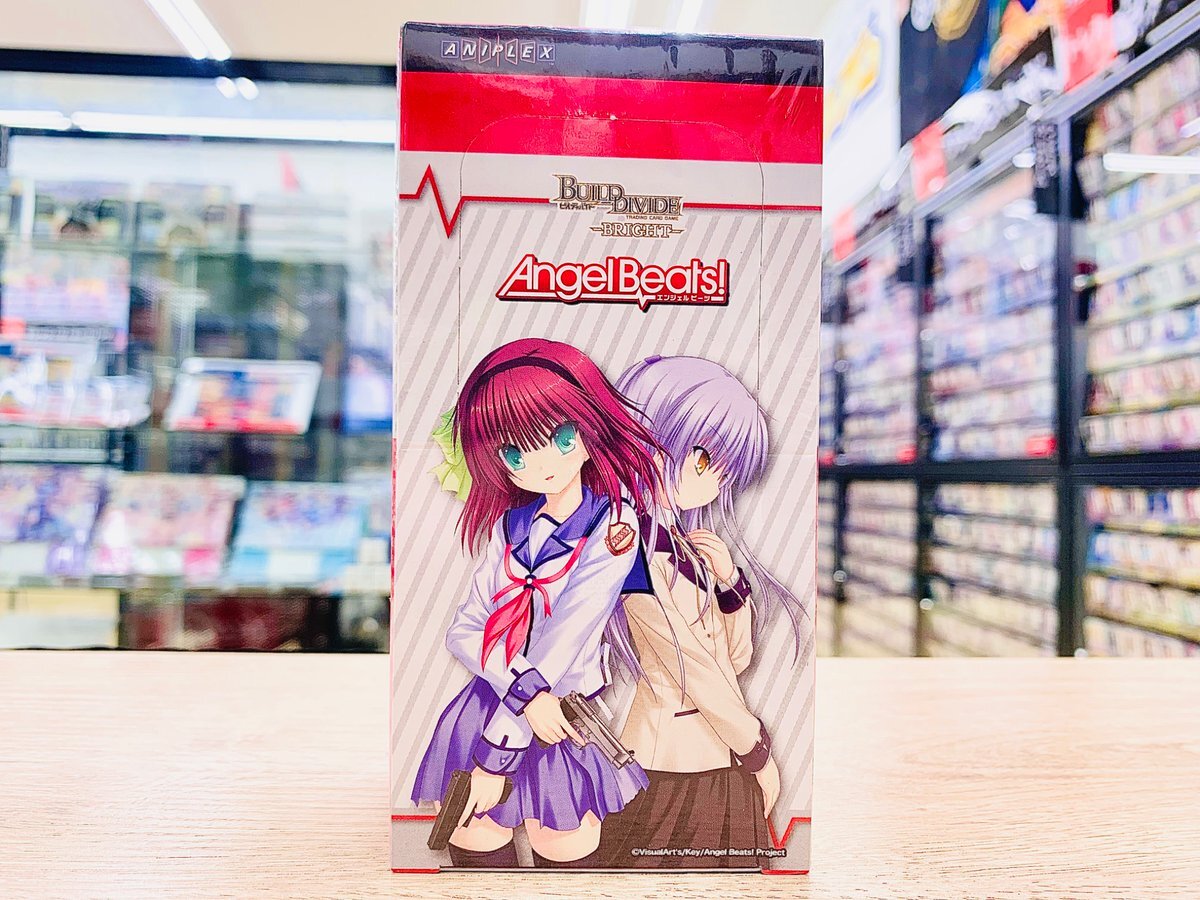 ANIPLEX
BUILD DIVIDE
ビルディバイド
TRADING CARD GAME
-BRIGHT-
Angel Beats!
エンジェル ビーツ
©VisualArt's/Key/Angel Beats! Project